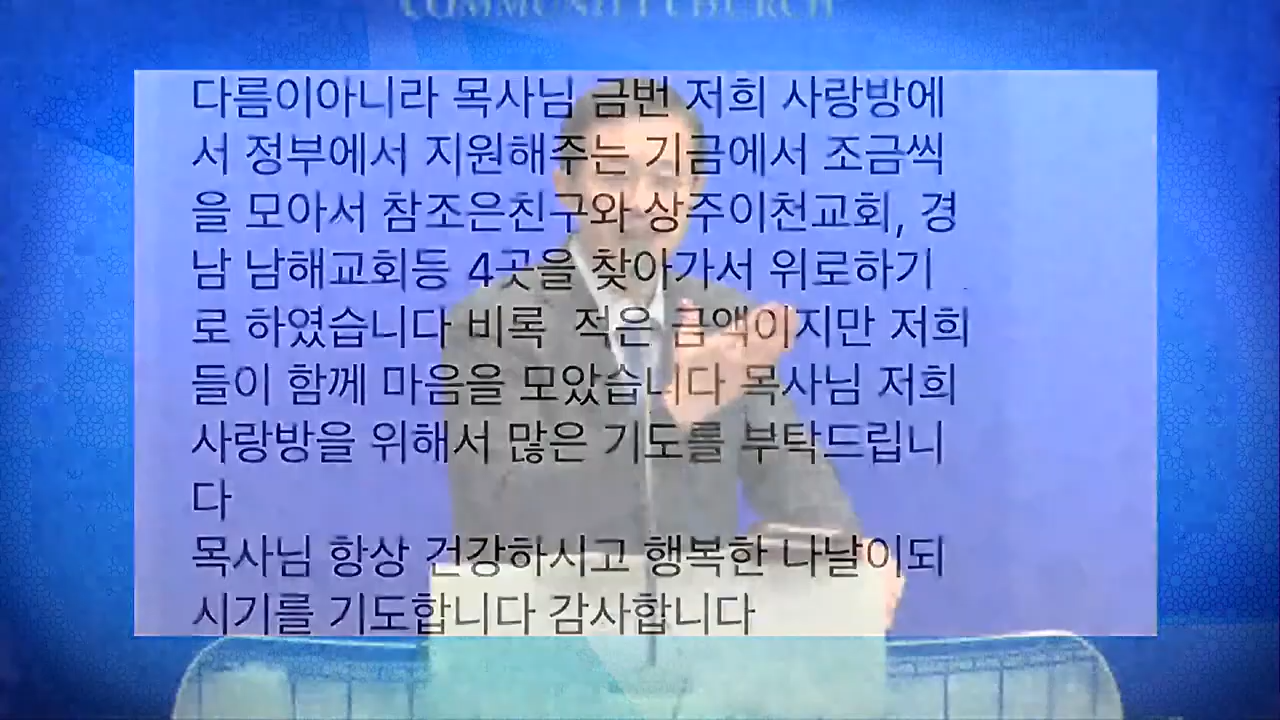 COMMUNITY CHURCH
다름이아니라 목사님 금번 저희 사랑방에
서 정부에서 지원해주는 기금에서 조금씩
을 모아서 참조은친구와 상주이천교회, 경
남 남해교회등 4곳을 찾아가서 위로하기
로 하였습니다 비록 적은 금액이지만 저희
들이 함께 마음을 모았습니다 목사님 저희
사랑방을 위해서 많은 기도를 부탁드립니
다
목사님 항상 건강하시고 행복한 나날이되
시기를 기도합니다 감사합니다